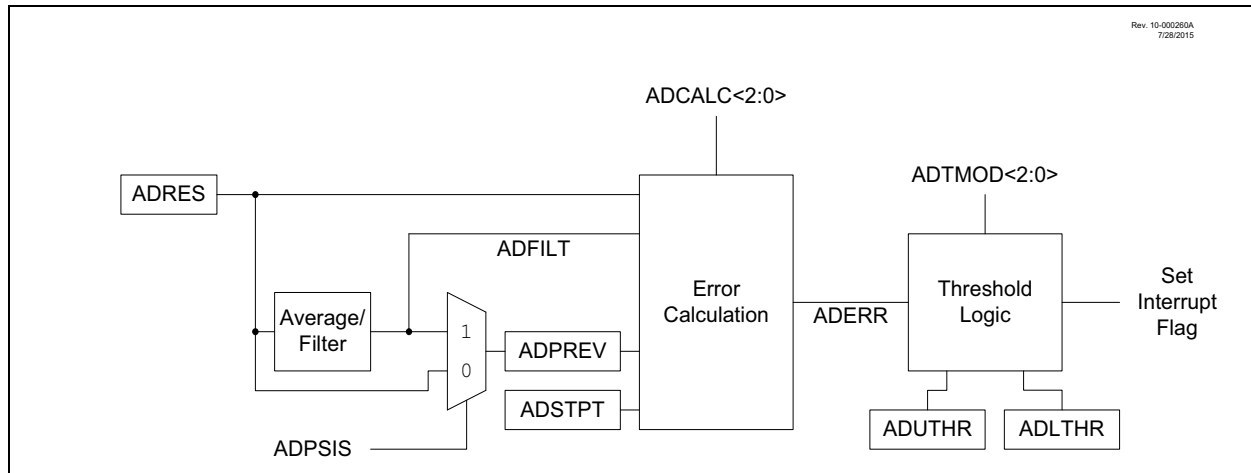 Rev. 10-000260A
7/28/2015
ADCALC<2:0>
ADTMOD<2:0>
ADRES
ADFILT
Average/
Filter
1
0
ADPREV
ADSTPT
ADPSIS
Error
Calculation
ADERR
Threshold
Logic
Set
Interrupt
Flag
ADUTHR
ADLTHR